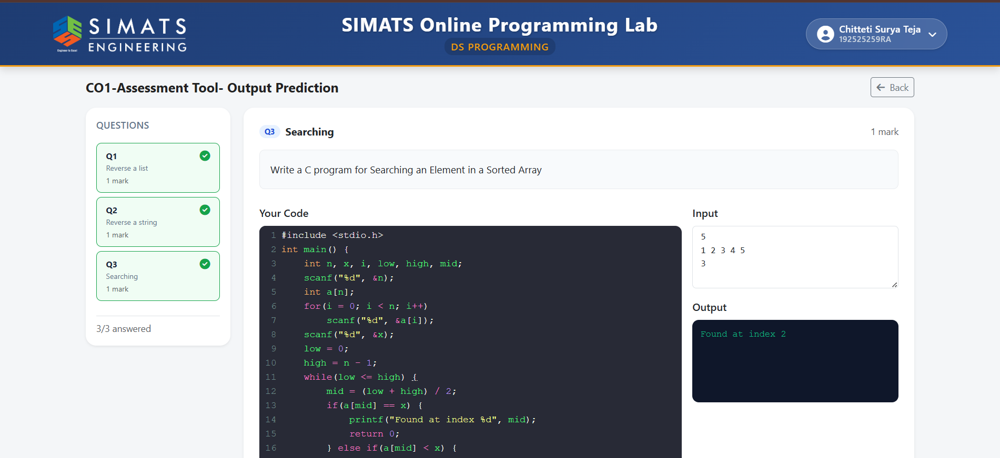 SIMATS
ENGINEERING
Engineer to Excel
SIMATS Online Programming Lab
DS PROGRAMMING
Chitteti Surya Teja
192525259RA
CO1-Assessment Tool- Output Prediction
Back
QUESTIONS
Q1
Reverse a list
1 mark
Q2
Reverse a string
1 mark
Q3
Searching
1 mark
3/3 answered
Q3 Searching
1 mark
Write a C program for Searching an Element in a Sorted Array
Your Code
1 #include <stdio.h>
2 int main() {
3     int n, x, i, low, high, mid;
4     scanf("%d", &n);
5     int a[n];
6     for(i = 0; i < n; i++)
7         scanf("%d", &a[i]);
8     scanf("%d", &x);
9     low = 0;
10     high = n - 1;
11     while(low <= high) {
12         mid = (low + high) / 2;
13         if(a[mid] == x) {
14             printf("Found at index %d", mid);
15             return 0;
16         } else if(a[mid] < x) {
Input
5
1 2 3 4 5
3
Output
Found at index 2